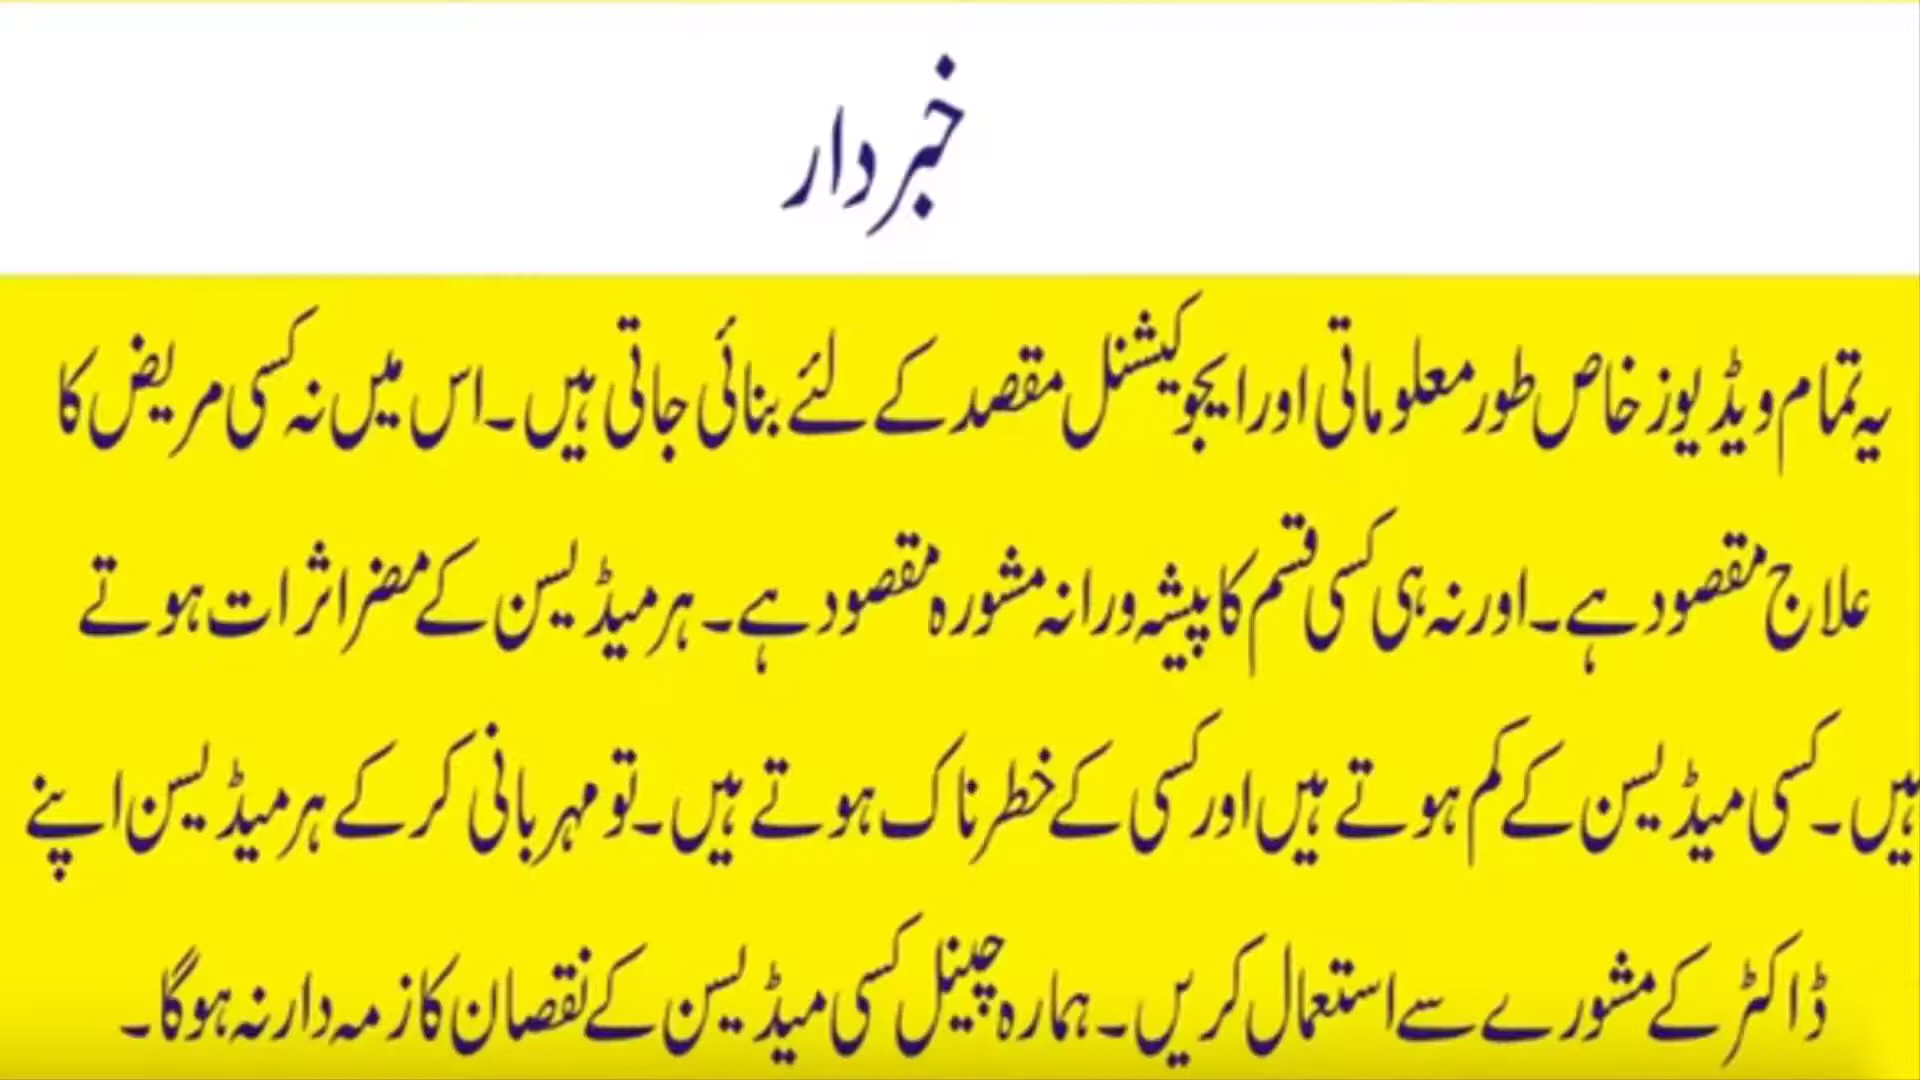 خبردار
یہ تمام ویڈیوز خاص طور معلوماتی اور ایجوکیشنل مقصد کے لئے بنائی جاتی ہیں۔ اس میں نہ کسی مریض کا
علاج مقصود ہے۔ اور نہ ہی کسی قسم کا پیشہ ورانہ مشورہ مقصود ہے۔ ہر میڈیسن کے مضر اثرات ہوتے
ہیں۔ کسی میڈیسن کے کم ہوتے ہیں اور کسی کے خطرناک ہوتے ہیں۔ تو مہربانی کر کے ہر میڈیسن اپنے
ڈاکٹر کے مشورے سے استعمال کریں۔ ہمارہ چینل کسی میڈیسن کے نقصان کا زمہ دار نہ ہوگا۔